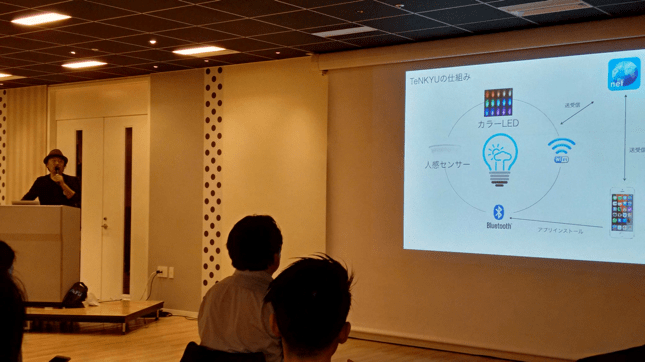 TeNKYUの仕組み
net
カラーLED
送受信
人感センサー
WiFi
送受信
Bluetooth
アプリインストール